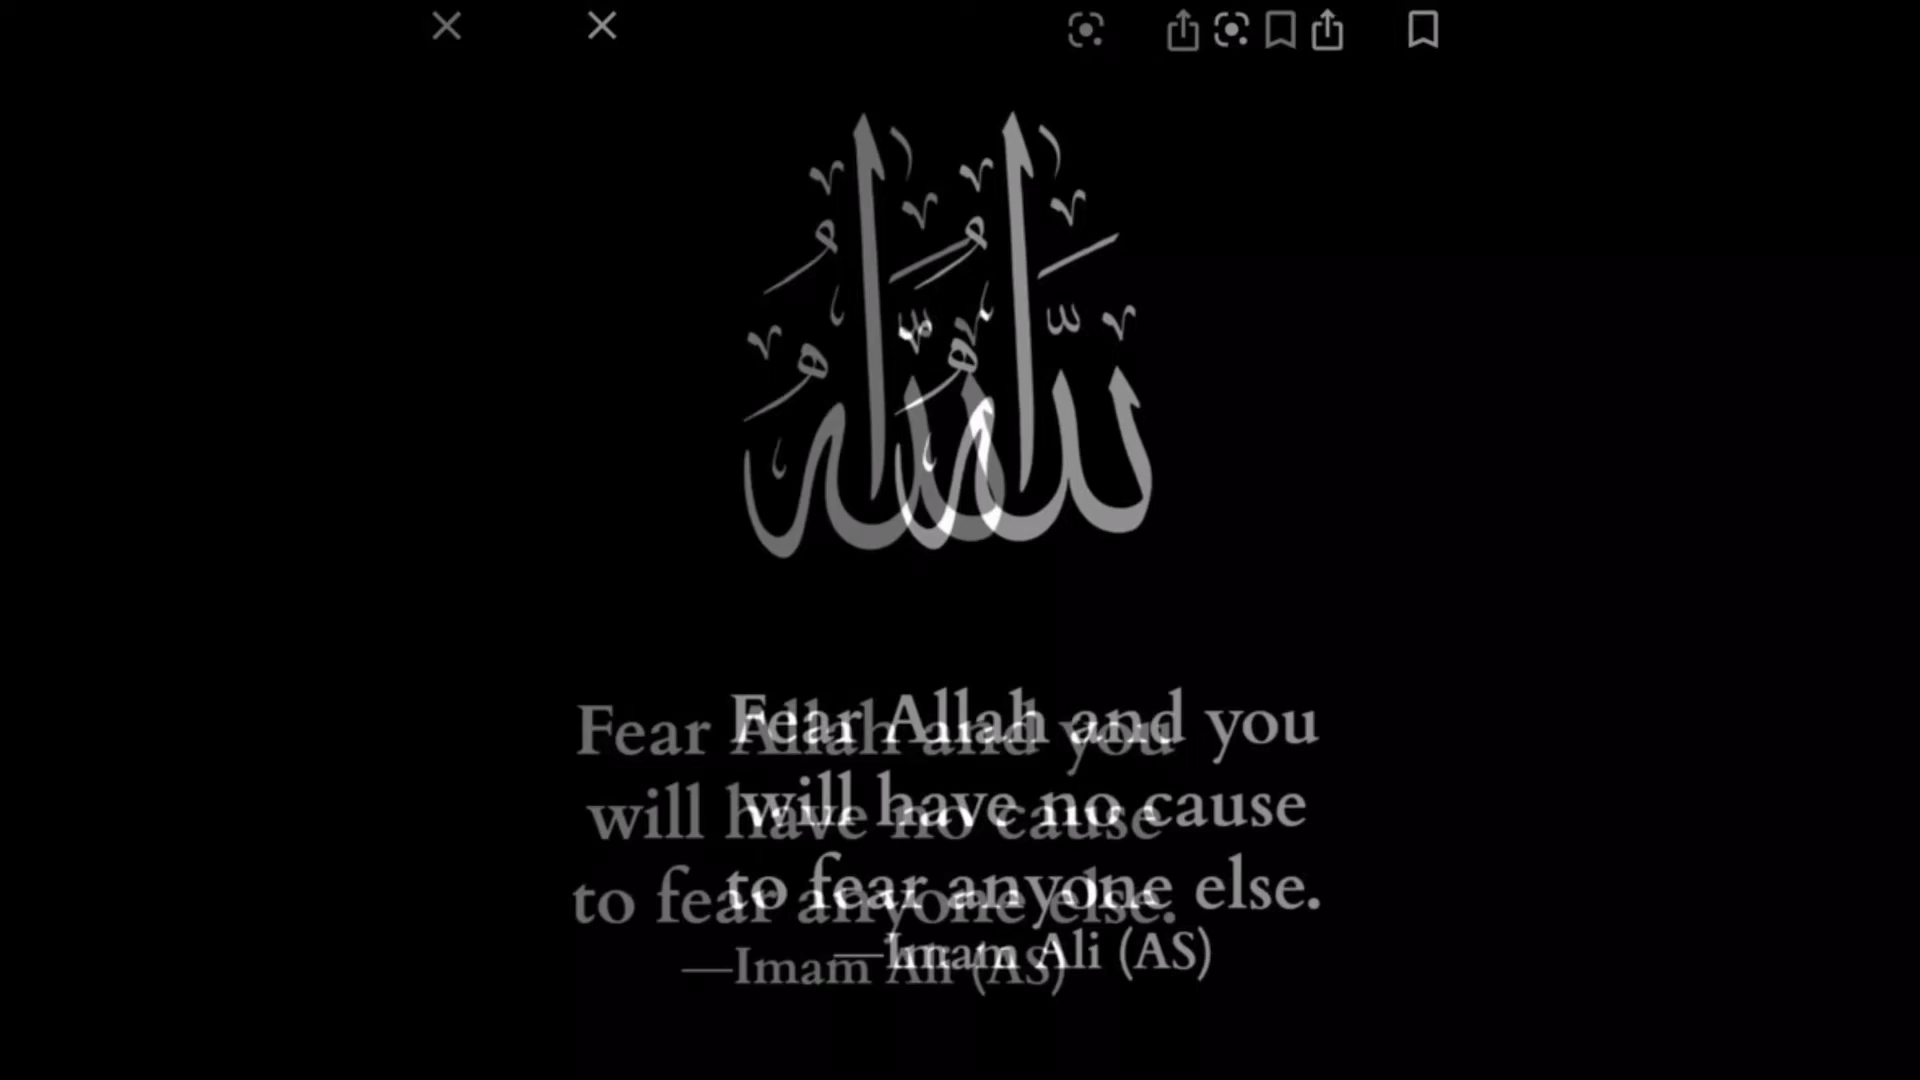 الله
Fear Allah and you
will have no cause
to fear anyone else.
—Imam Ali (AS)